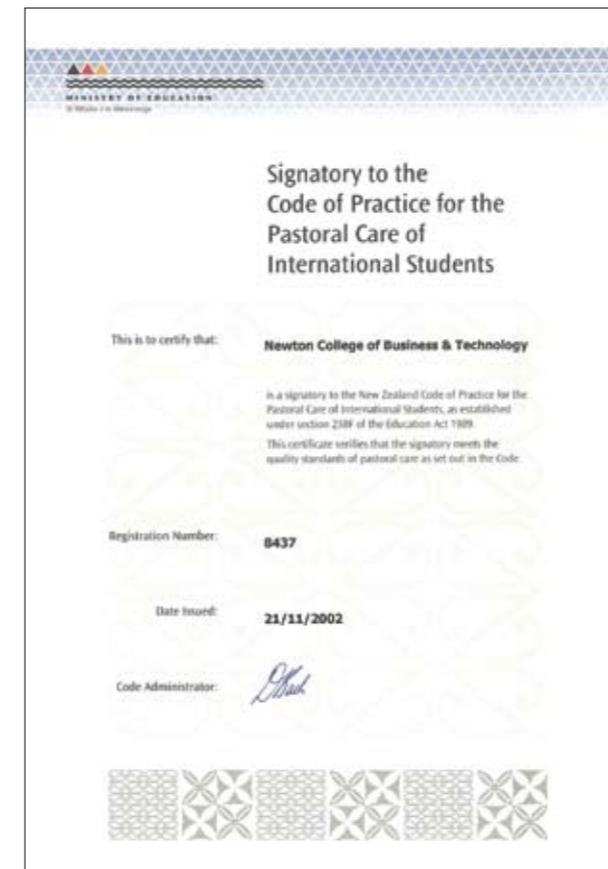 MINISTRY OF EDUCATION
Signatory to the
Code of Practice for the
Pastoral Care of
International Students
This is to certify that:
Newton College of Business & Technology
is a signatory to the New Zealand Code of Practice for the
Pastoral Care of International Students, as established
under section 238F of the Education Act 1989.
This certificate verifies that the signatory meets the
quality standards of pastoral care as set out in the Code.
Registration Number:
8437
Date Issued:
21/11/2002
Code Administrator: